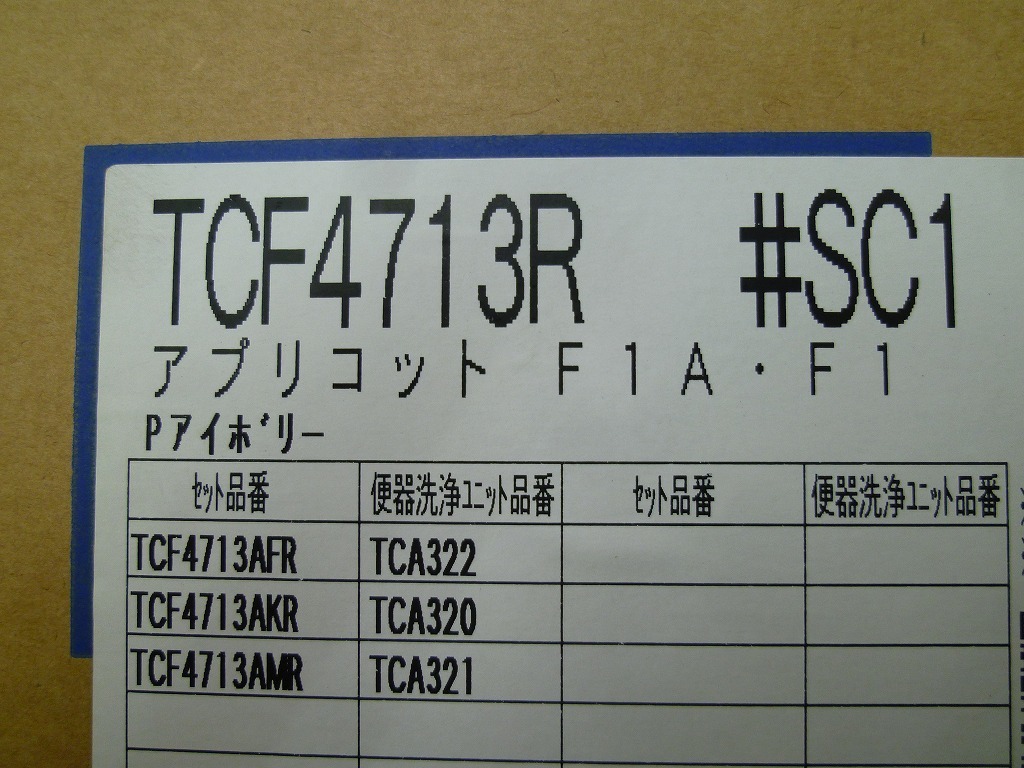 TCF4713R #SC1
アプリコット F1A・F1
Pアイボリー
セット品番 便器洗浄ユニット品番 セット品番 便器洗浄ユニット品番
TCF4713AFR TCA322
TCF4713AKR TCA320
TCF4713AMR TCA321